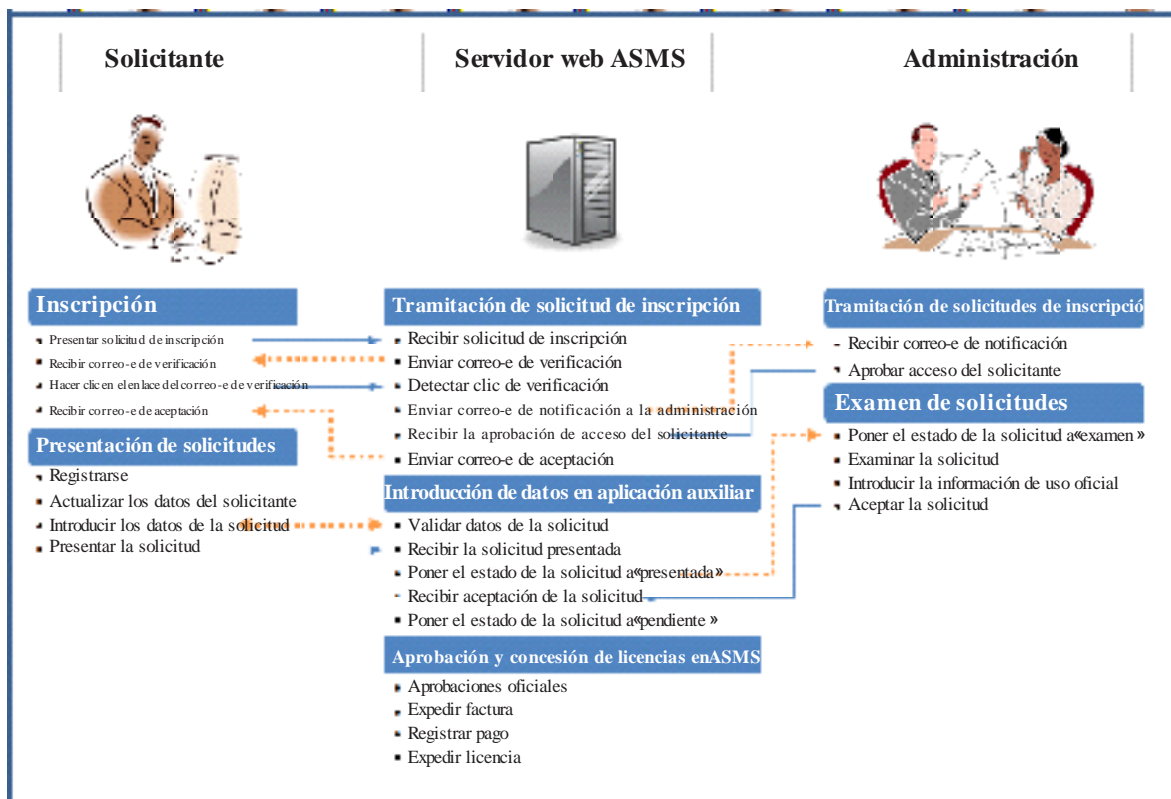 Solicitante
Servidor web ASMS
Administración
Inscripción
Presentar solicitud de inscripción
Recibir correo-e de verificación
Hacer clic en el enlace del correo-e de verificación
Recibir correo-e de aceptación
Presentación de solicitudes
Registrarse
Actualizar los datos del solicitante
Introducir los datos de la solicitud
Presentar la solicitud
Tramitación de solicitud de inscripción
Recibir solicitud de inscripción
Enviar correo-e de verificación
Detectar clic de verificación
Enviar correo-e de notificación a la administración
Recibir la aprobación de acceso del solicitante
Enviar correo-e de aceptación
Introducción de datos en aplicación auxiliar
Validar datos de la solicitud
Recibir la solicitud presentada
Poner el estado de la solicitud a «presentada»
Recibir aceptación de la solicitud
Poner el estado de la solicitud a «pendiente»
Aprobación y concesión de licencias en ASMS
Aprobaciones oficiales
Expedir factura
Registrar pago
Expedir licencia
Tramitación de solicitudes de inscripció
Recibir correo-e de notificación
Aprobar acceso del solicitante
Examen de solicitudes
Poner el estado de la solicitud a «examen»
Examinar la solicitud
Introducir la información de uso oficial
Aceptar la solicitud